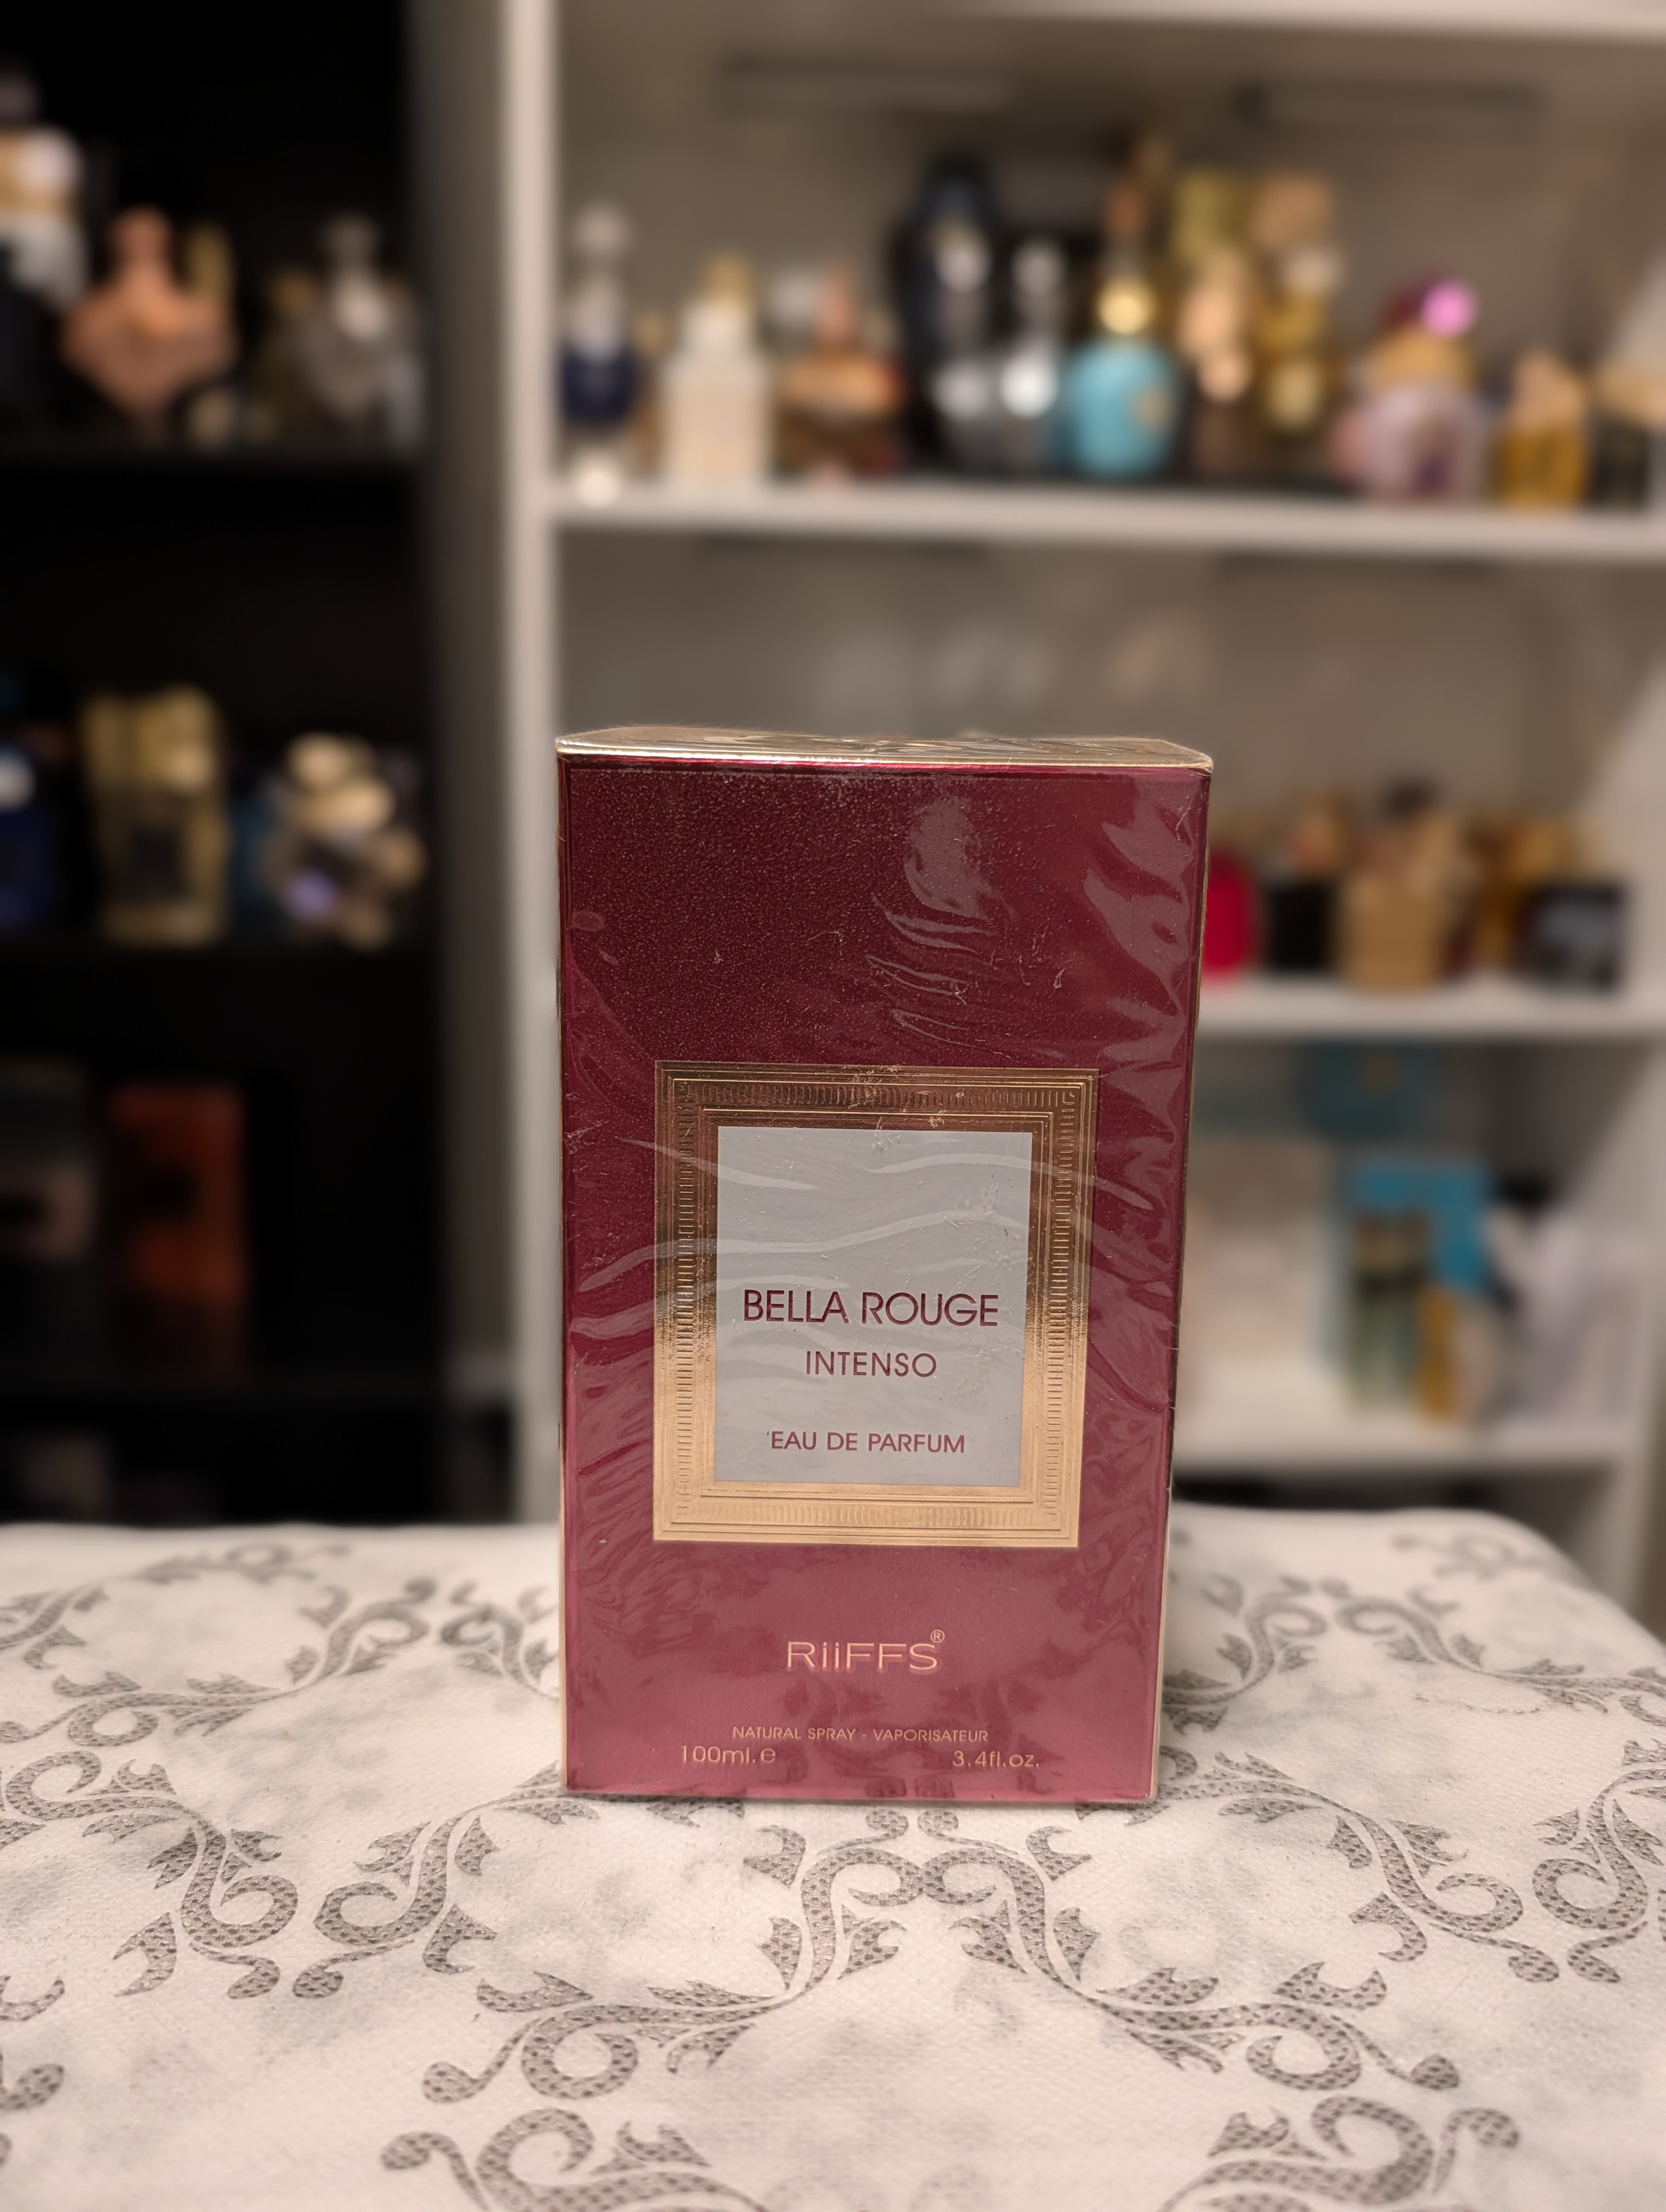 BELLA ROUGE
INTENSO
EAU DE PARFUM
RiiFFS®
NATURAL SPRAY - VAPORISATEUR
100ml.e 3.4fl.oz.